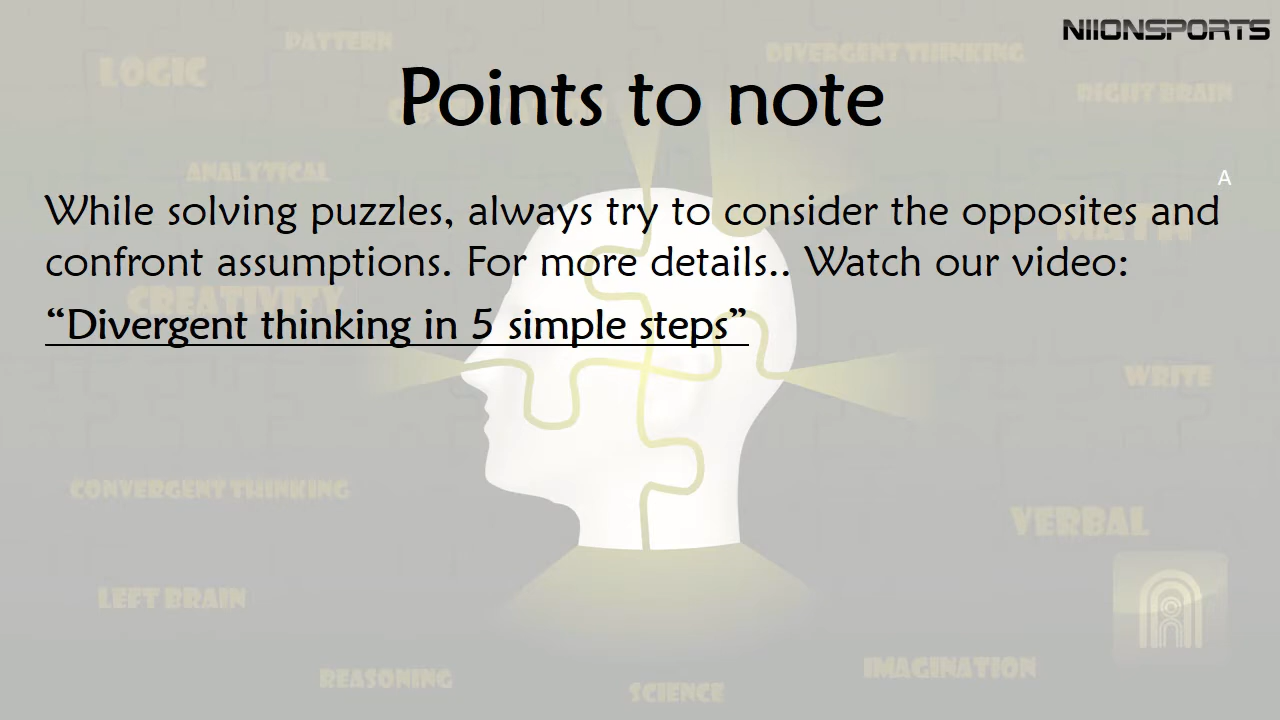 NIIONSPORTS
PATTERN
LOGIC
DIVERGENT THINKING
RIGHT BRAIN
Points to note
ANALYTICAL
A
While solving puzzles, always try to consider the opposites and
MATH
confront assumptions. For more details.. Watch our video:
CREATIVITY
“Divergent thinking in 5 simple steps”
WRITE
CONVERGENT THINKING
VERBAL
LEFT BRAIN
IMAGINATION
REASONING
SCIENCE